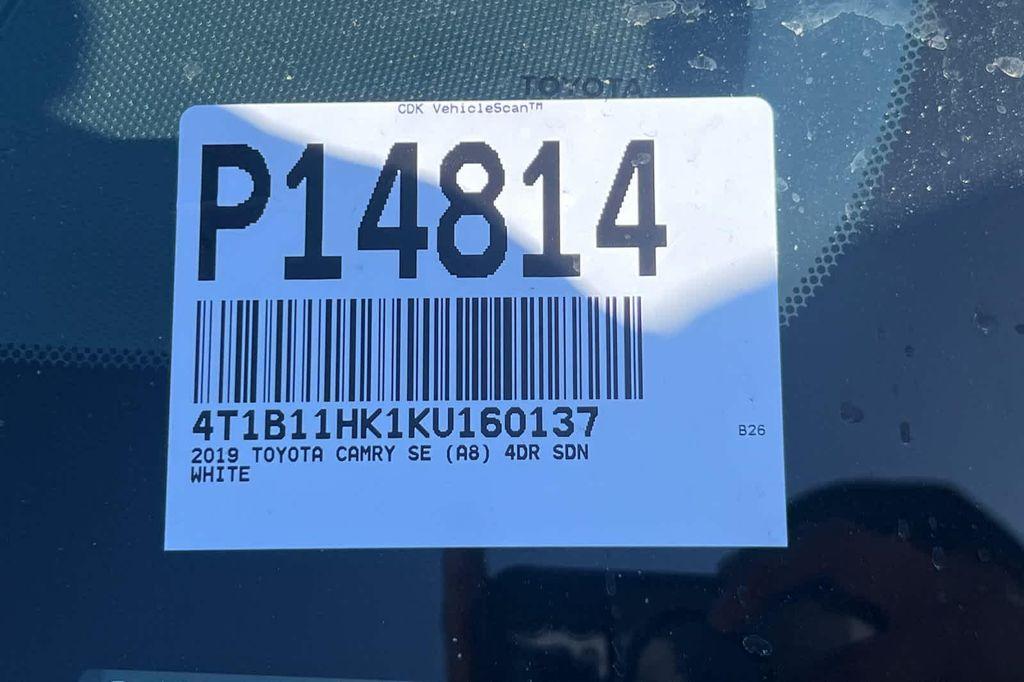 TOYOTA
CDK VehicleScan™
P14814
4T1B11HK1KU160137
B26
2019 TOYOTA CAMRY SE (A8) 4DR SDN
WHITE